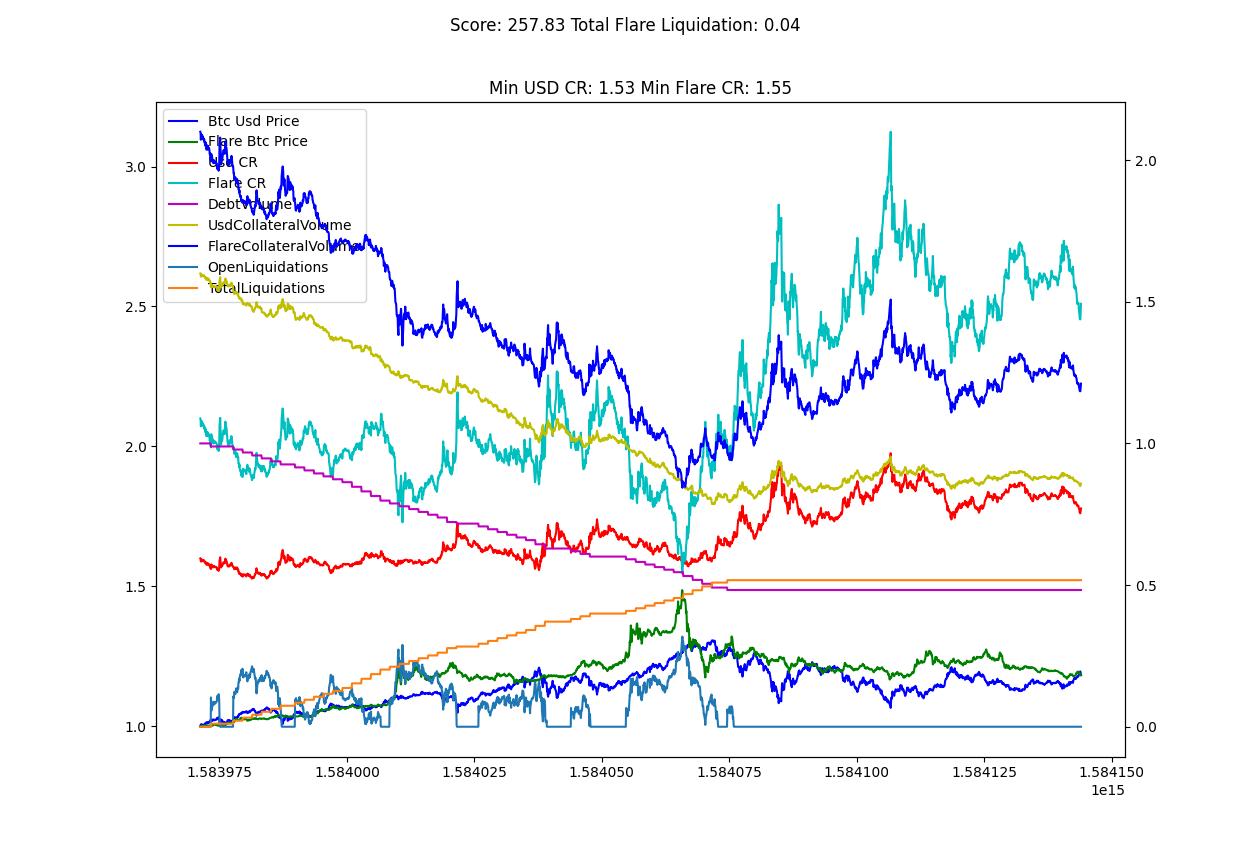 Score: 257.83 Total Flare Liquidation: 0.04
Min USD CR: 1.53 Min Flare CR: 1.55
Btc Usd Price
Flare Btc Price
Usd CR
Flare CR
DebtVolume
UsdCollateralVolume
FlareCollateralVolume
OpenLiquidations
TotalLiquidations
3.0
2.5
2.0
1.5
1.0
2.0
1.5
1.0
0.5
0.0
1.583975 1.584000 1.584025 1.584050 1.584075 1.584100 1.584125 1.584150
1e15